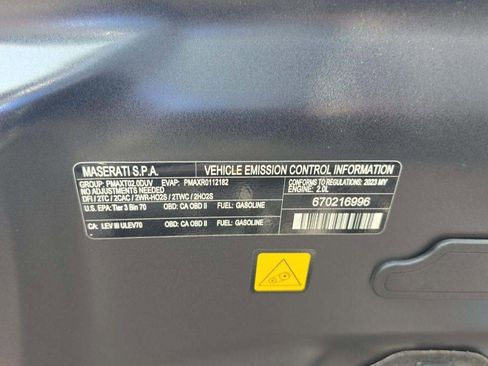 MASERATI S.P.A. VEHICLE EMISSION CONTROL INFORMATION
GROUP: PMAXT02.0DUV EVAP: PMAXR0112182 CONFORMS TO REGULATIONS: 2023 MY
NO ADJUSTMENTS NEEDED ENGINE: 2.0L
DFI / 2TC / 2CAC / 2WR-HO2S / 2TWC / 2HO2S 670216996
U.S. EPA: Tier 3 Bin 70 OBD: CA OBD II FUEL: GASOLINE
CA: LEV III ULEV70 OBD: CA OBD II FUEL: GASOLINE